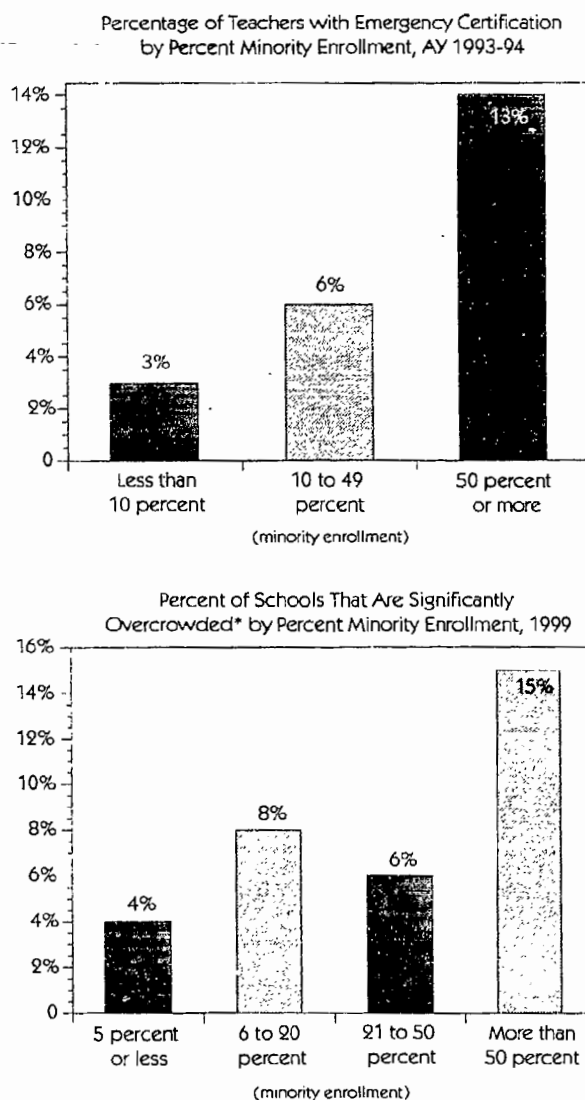 Percentage of Teachers with Emergency Certification
by Percent Minority Enrollment, AY 1993-94
14%
12%
10%
8%
6%
4%
2%
0
3%
6%
13%
Less than
10 percent
10 to 49
percent
50 percent
or more
(minority enrollment)
Percent of Schools That Are Significantly
Overcrowded* by Percent Minority Enrollment, 1999
16%
14%
12%
10%
8%
6%
4%
2%
0
4%
8%
6%
15%
5 percent
or less
6 to 20
percent
21 to 50
percent
More than
50 percent
(minority enrollment)